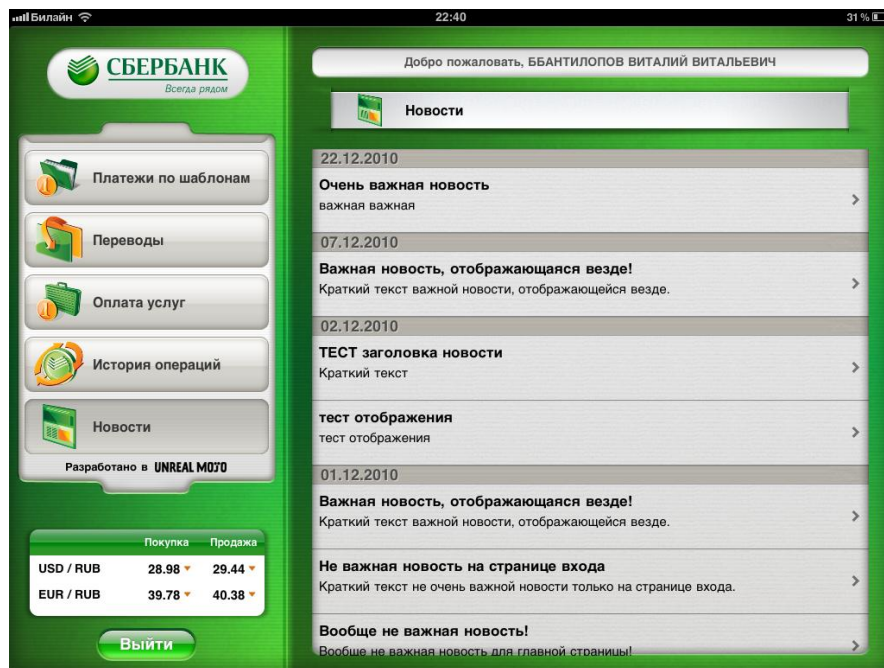 Билайн 22:40 31 %
СБЕРБАНК
Всегда рядом
Платежи по шаблонам
Переводы
Оплата услуг
История операций
Новости
Разработано в UNREAL MOJO
Покупка Продажа
USD / RUB 28.98 29.44
EUR / RUB 39.78 40.38
Выйти
Добро пожаловать, ББАНТИЛОПОВ ВИТАЛИЙ ВИТАЛЬЕВИЧ
Новости
22.12.2010
Очень важная новость
важная важная
07.12.2010
Важная новость, отображающаяся везде!
Краткий текст важной новости, отображающейся везде.
02.12.2010
ТЕСТ заголовка новости
Краткий текст
тест отображения
тест отображения
01.12.2010
Важная новость, отображающаяся везде!
Краткий текст важной новости, отображающейся везде.
Не важная новость на странице входа
Краткий текст не очень важной новости только на странице входа.
Вообще не важная новость!
Вообще не важная новость для главной страницы!